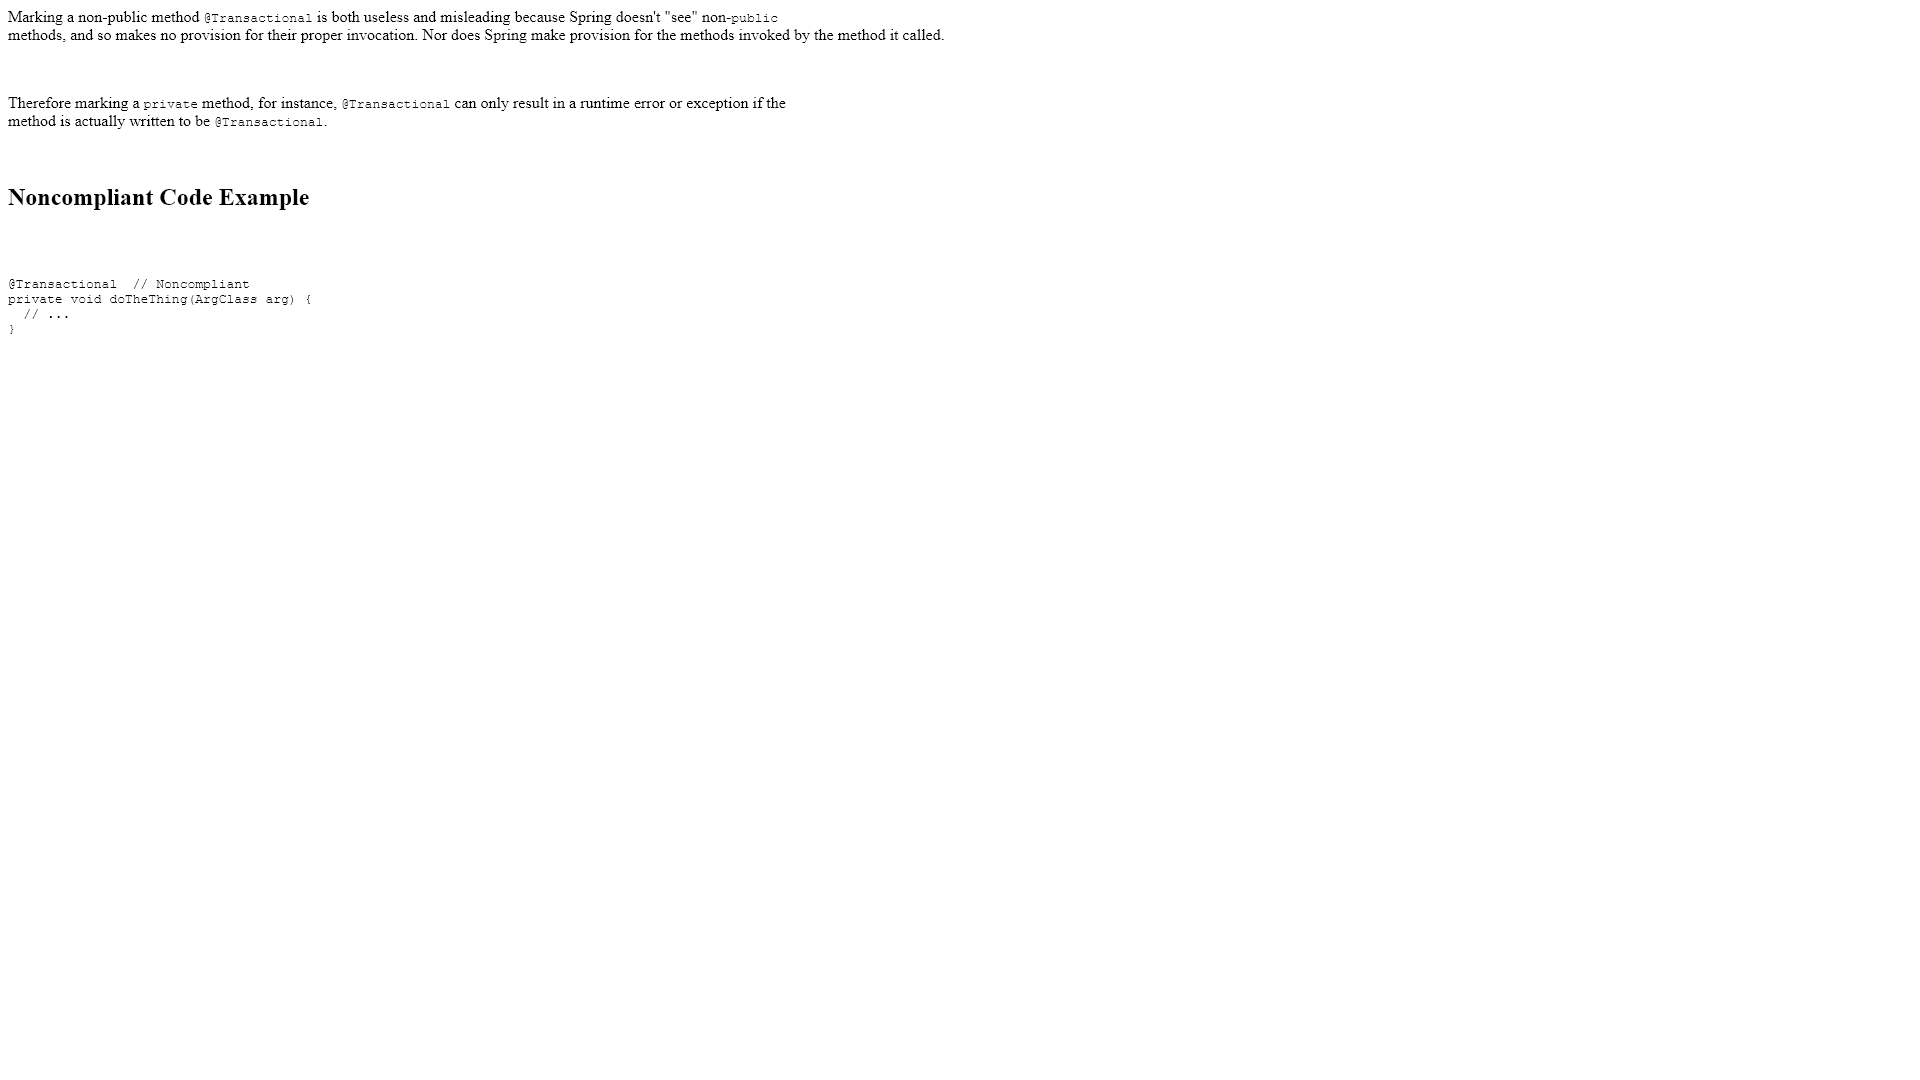 Marking a non-public method @Transactional is both useless and misleading because Spring doesn't "see" non-public
methods, and so makes no provision for their proper invocation. Nor does Spring make provision for the methods invoked by the method it called.
Therefore marking a private method, for instance, @Transactional can only result in a runtime error or exception if the
method is actually written to be @Transactional.
Noncompliant Code Example
@Transactional  // Noncompliant
private void doTheThing(ArgClass arg) {
  // ...
}